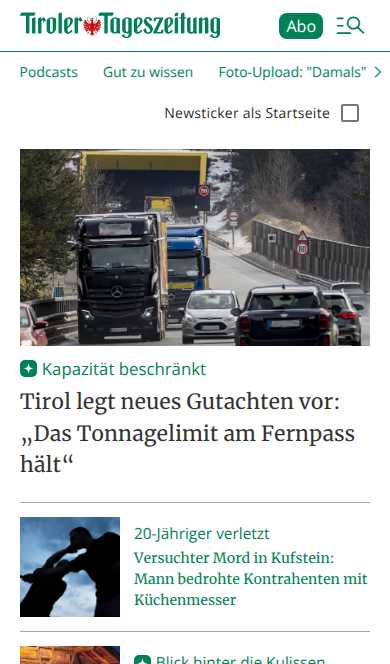 Tiroler Tageszeitung
Abo
Podcasts Gut zu wissen Foto-Upload: "Damals"
Newsticker als Startseite
Kapazität beschränkt
Tirol legt neues Gutachten vor:
„Das Tonnagelimit am Fernpass
hält“
20-Jähriger verletzt
Versuchter Mord in Kufstein:
Mann bedrohte Kontrahenten mit
Küchenmesser
Blick hinter die Kulissen